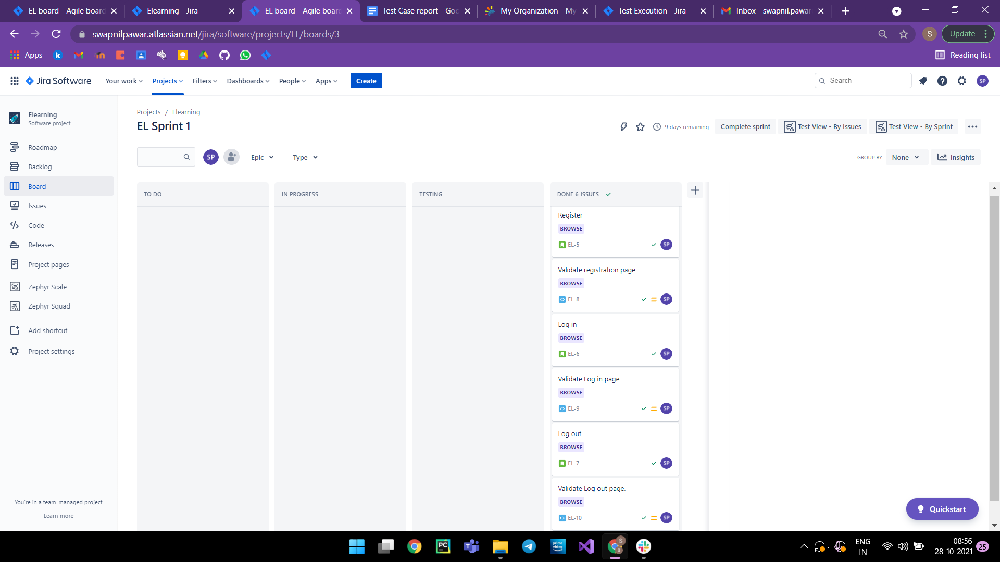 EL board - Agile board
Elearning - Jira
EL board - Agile board
Test Case report - Goo
My Organization - My
Test Execution - Jira
Inbox - swapnil.pawar
swapnilpawar.atlassian.net/jira/software/projects/EL/boards/3
S
Update
Apps
Reading list
Jira Software
Your work
Projects
Filters
Dashboards
People
Apps
Create
Search
SP
Elearning
Software project
Roadmap
Backlog
Board
Issues
Code
Releases
Project pages
Zephyr Scale
Zephyr Squad
Add shortcut
Project settings
You're in a team-managed project
Learn more
Projects / Elearning
EL Sprint 1
9 days remaining
Complete sprint
Test View - By Issues
Test View - By Sprint
SP
Epic
Type
GROUP BY
None
Insights
TO DO
IN PROGRESS
TESTING
DONE 6 ISSUES
Register
BROWSE
EL-5
SP
Validate registration page
BROWSE
EL-8
SP
Log in
BROWSE
EL-6
SP
Validate Log in page
BROWSE
EL-9
SP
Log out
BROWSE
EL-7
SP
Validate Log out page.
BROWSE
EL-10
SP
Quickstart
PC
prime video
S
S
ENG
IN
08:56
28-10-2021
25